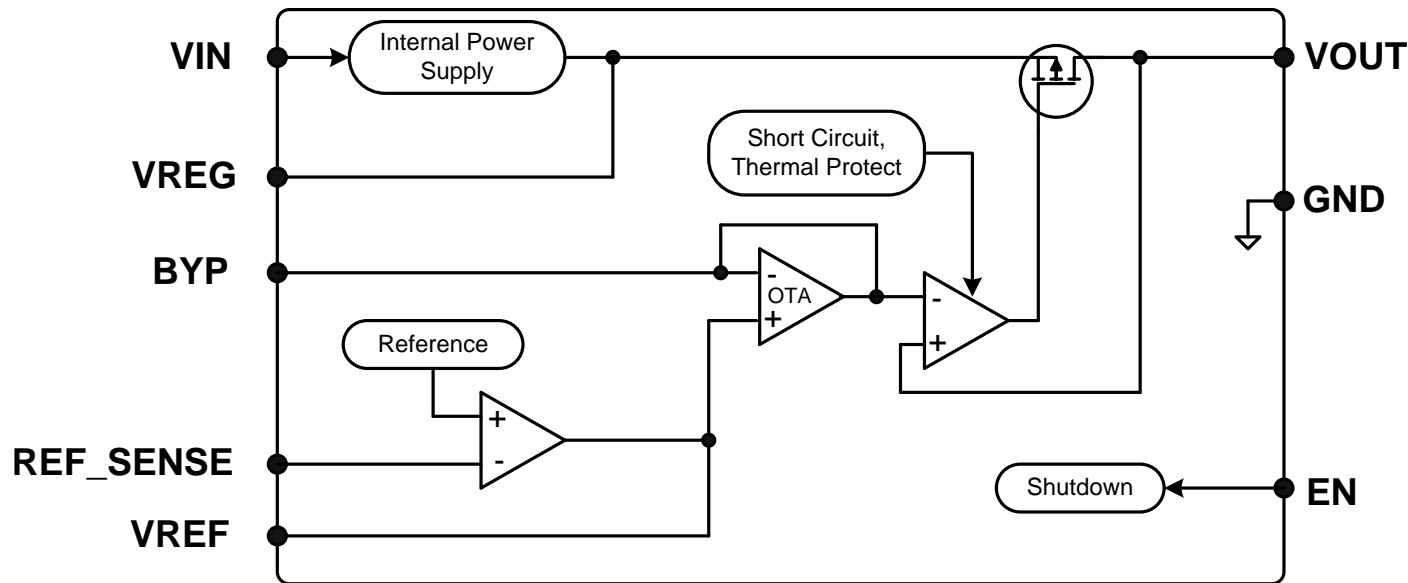 VIN
Internal Power
Supply
VOUT
VREG
Short Circuit,
Thermal Protect
GND
BYP
-
OTA
+
-
+
Reference
+
-
REF_SENSE
Shutdown
EN
VREF